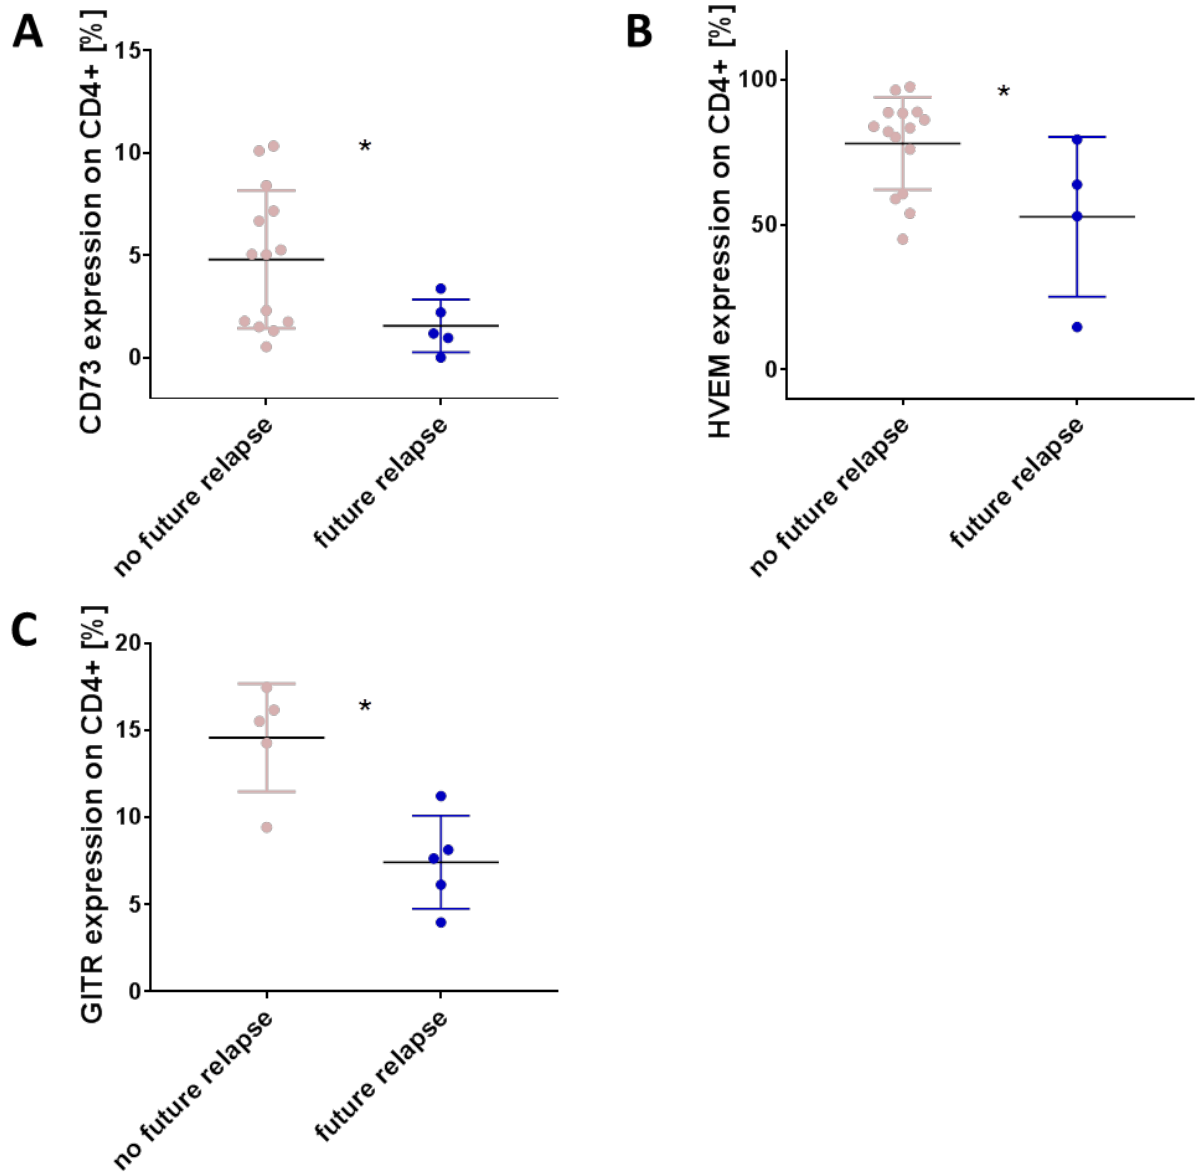 A
CD73 expression on CD4+ [%]
15
10
5
0
*
no future relapse
future relapse
B
HVEM expression on CD4+ [%]
100
50
0
*
no future relapse
future relapse
C
GITR expression on CD4+ [%]
20
15
10
5
0
*
no future relapse
future relapse